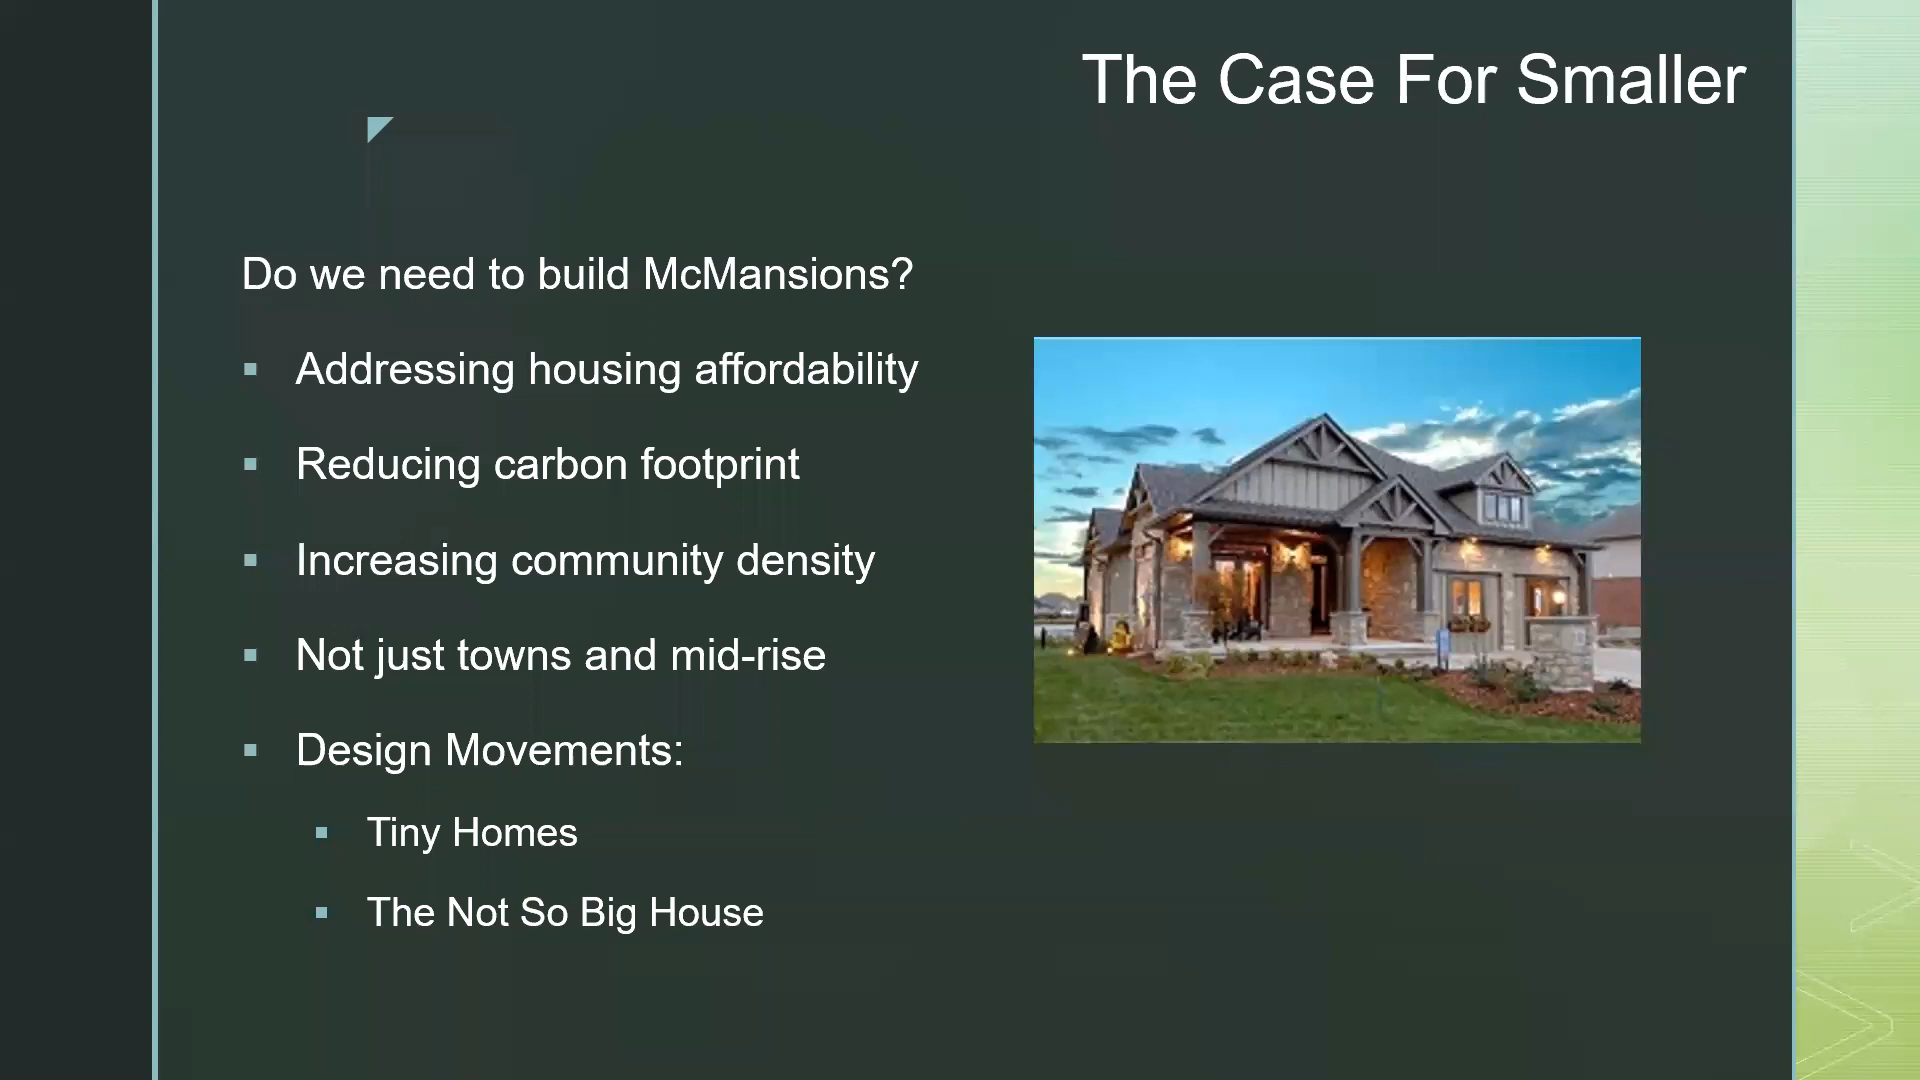 The Case For Smaller
Do we need to build McMansions?
Addressing housing affordability
Reducing carbon footprint
Increasing community density
Not just towns and mid-rise
Design Movements:
Tiny Homes
The Not So Big House